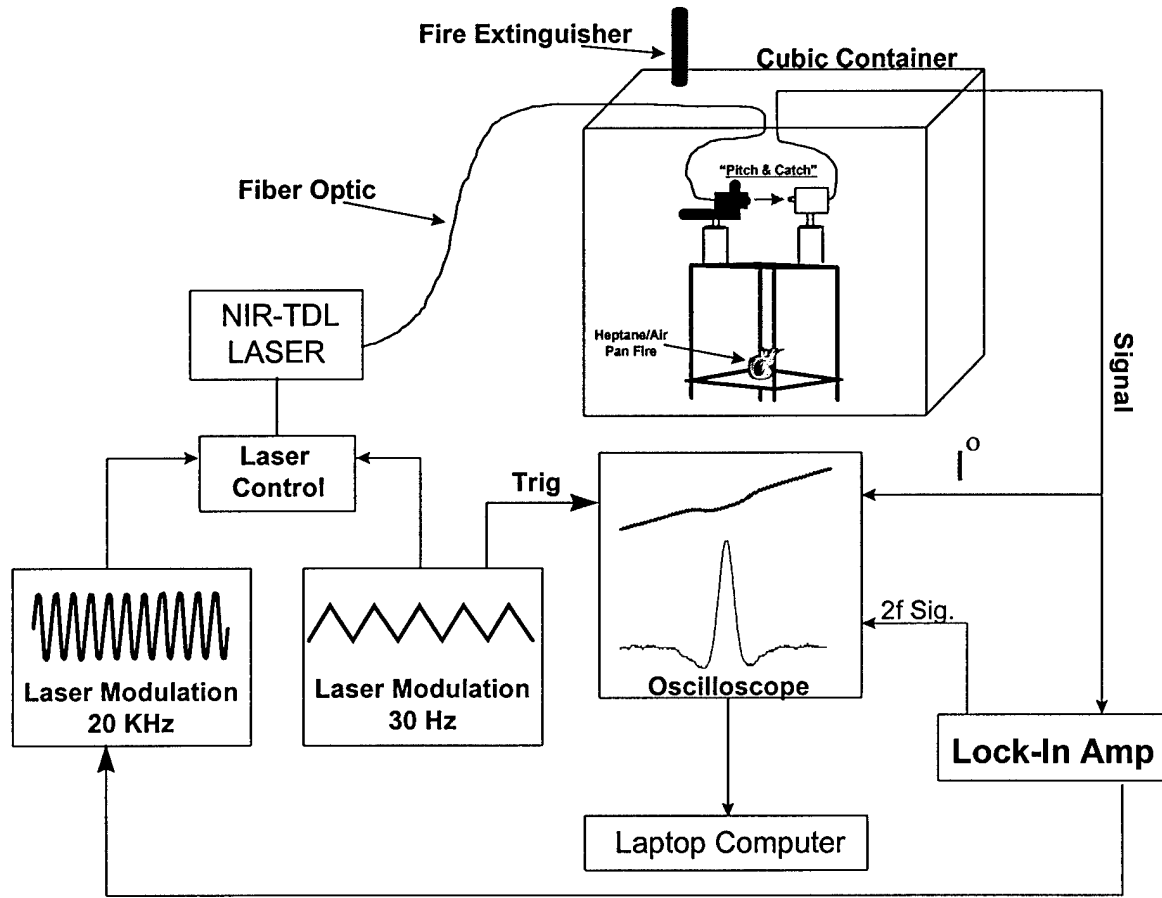 Fire Extinguisher
Cubic Container
"Pitch & Catch"
Fiber Optic
NIR-TDL
LASER
Heptane/Air
Pan Fire
Signal
Laser
Control
Trig
I°
2f Sig.
Laser Modulation
20 KHz
Laser Modulation
30 Hz
Oscilloscope
Lock-In Amp
Laptop Computer